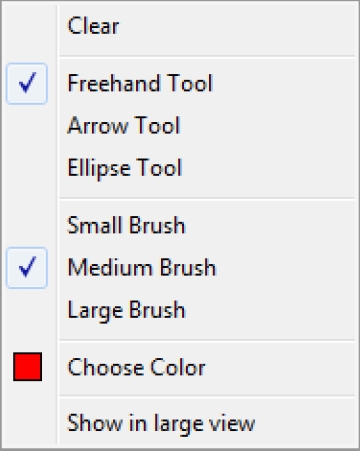 Clear
Freehand Tool
Arrow Tool
Ellipse Tool
Small Brush
Medium Brush
Large Brush
Choose Color
Show in large view